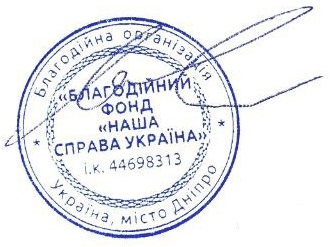 Благодійна організація
«БЛАГОДІЙНИЙ
ФОНД
«НАША
СПРАВА УКРАЇНА»
і.к. 44698313
Україна, місто Дніпро